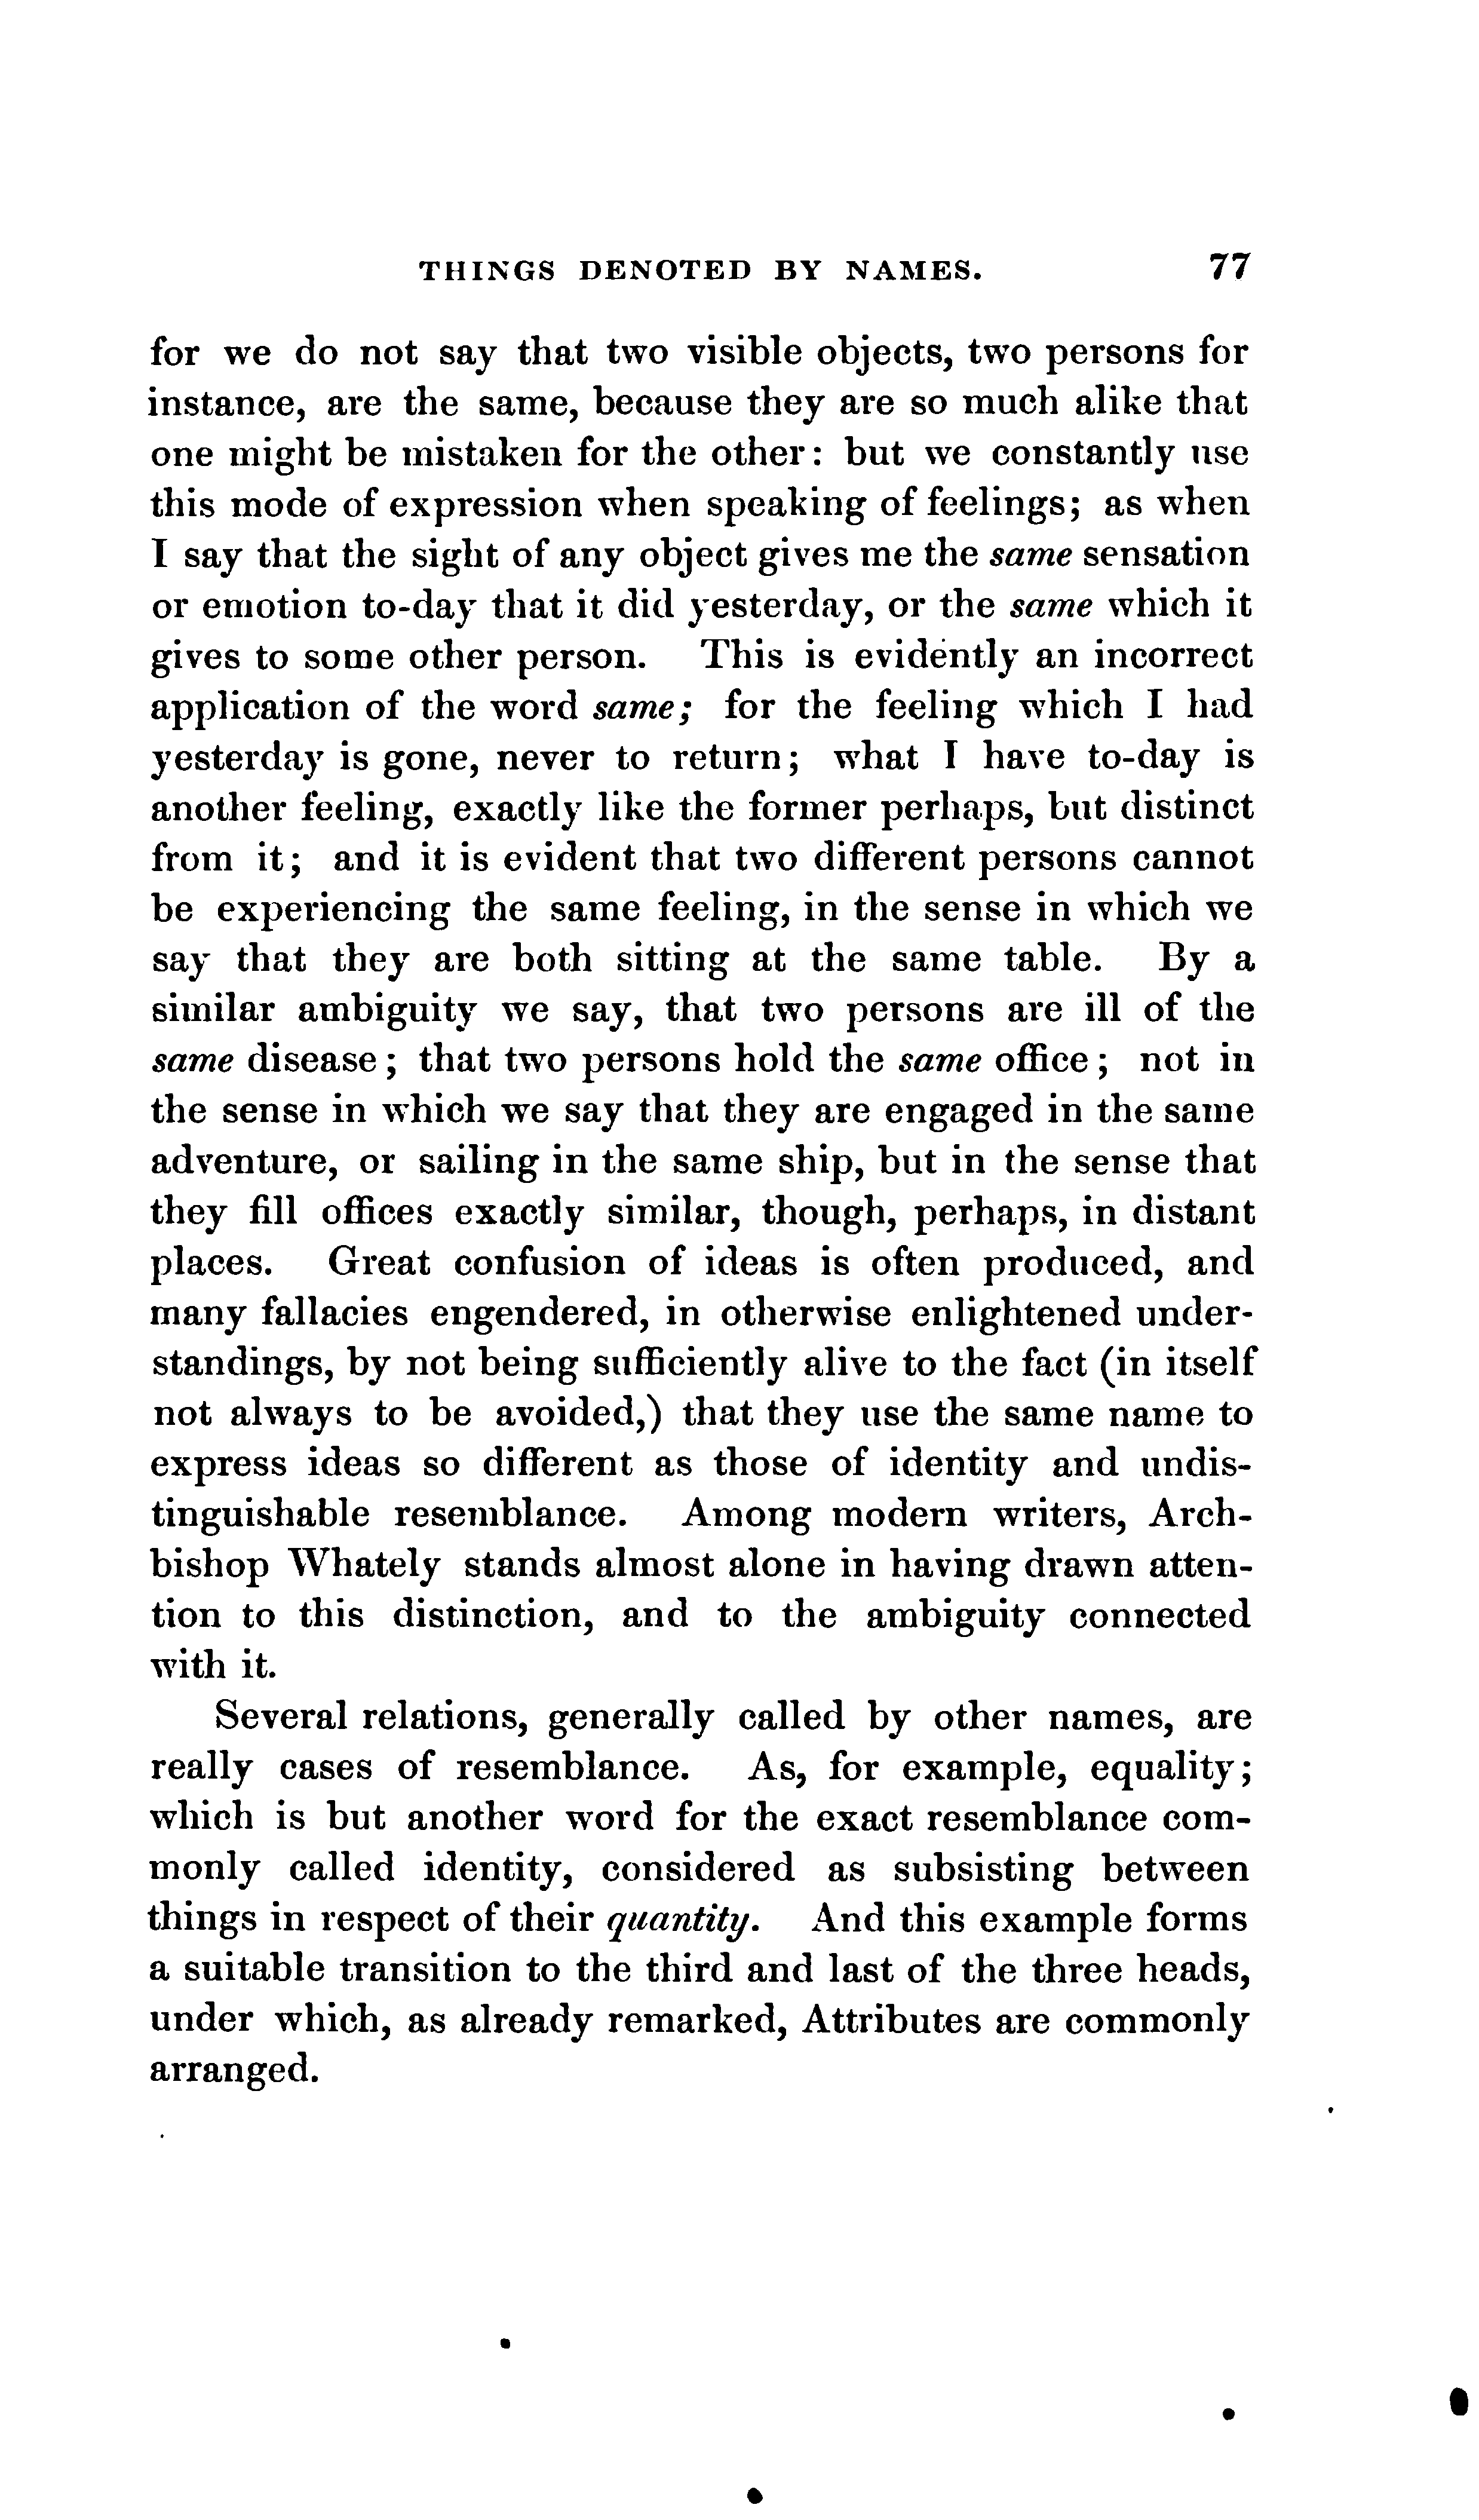 THINGS DENOTED BY NAMES. 77
for we do not say that two visible objects, two persons for
instance, are the same, because they are so much alike that
one might be mistaken for the other: but we constantly use
this mode of expression when speaking of feelings; as when
I say that the sight of any object gives me the same sensation
or emotion to-day that it did yesterday, or the same which it
gives to some other person. This is evidently an incorrect
application of the word same; for the feeling which I had
yesterday is gone, never to return; what I have to-day is
another feeling, exactly like the former perhaps, but distinct
from it; and it is evident that two different persons cannot
be experiencing the same feeling, in the sense in which we
say that they are both sitting at the same table. By a
similar ambiguity we say, that two persons are ill of the
same disease; that two persons hold the same office; not in
the sense in which we say that they are engaged in the same
adventure, or sailing in the same ship, but in the sense that
they fill offices exactly similar, though, perhaps, in distant
places. Great confusion of ideas is often produced, and
many fallacies engendered, in otherwise enlightened under-
standings, by not being sufficiently alive to the fact (in itself
not always to be avoided,) that they use the same name to
express ideas so different as those of identity and undis-
tinguishable resemblance. Among modern writers, Arch-
bishop Whately stands almost alone in having drawn atten-
tion to this distinction, and to the ambiguity connected
with it.
Several relations, generally called by other names, are
really cases of resemblance. As, for example, equality;
which is but another word for the exact resemblance com-
monly called identity, considered as subsisting between
things in respect of their quantity. And this example forms
a suitable transition to the third and last of the three heads,
under which, as already remarked, Attributes are commonly
arranged.